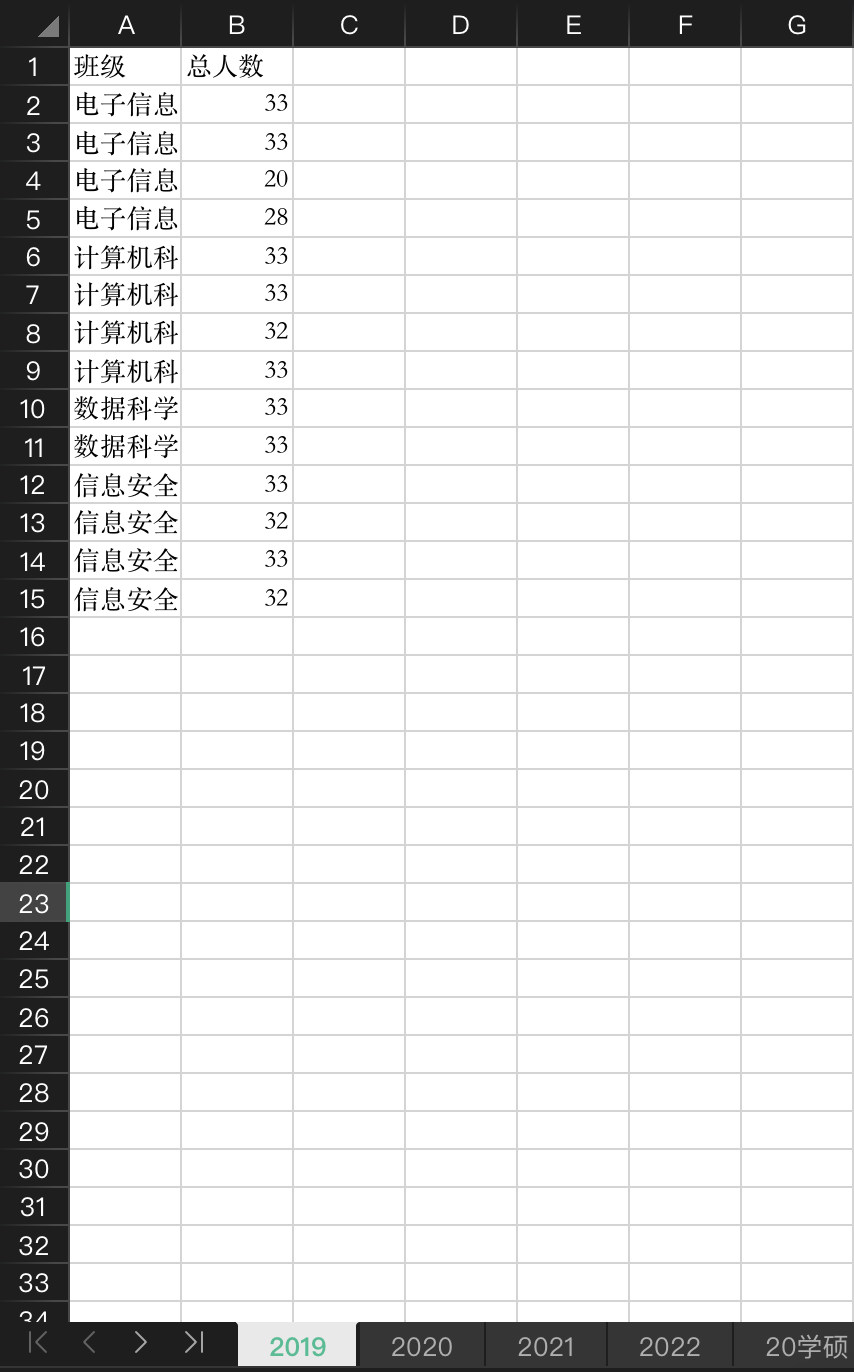 A B C D E F G
1 班级 总人数
2 电子信息 33
3 电子信息 33
4 电子信息 20
5 电子信息 28
6 计算机科 33
7 计算机科 33
8 计算机科 32
9 计算机科 33
10 数据科学 33
11 数据科学 33
12 信息安全 33
13 信息安全 32
14 信息安全 33
15 信息安全 32
16
17
18
19
20
21
22
23
24
25
26
27
28
29
30
31
32
33
34
2019 2020 2021 2022 20学硕